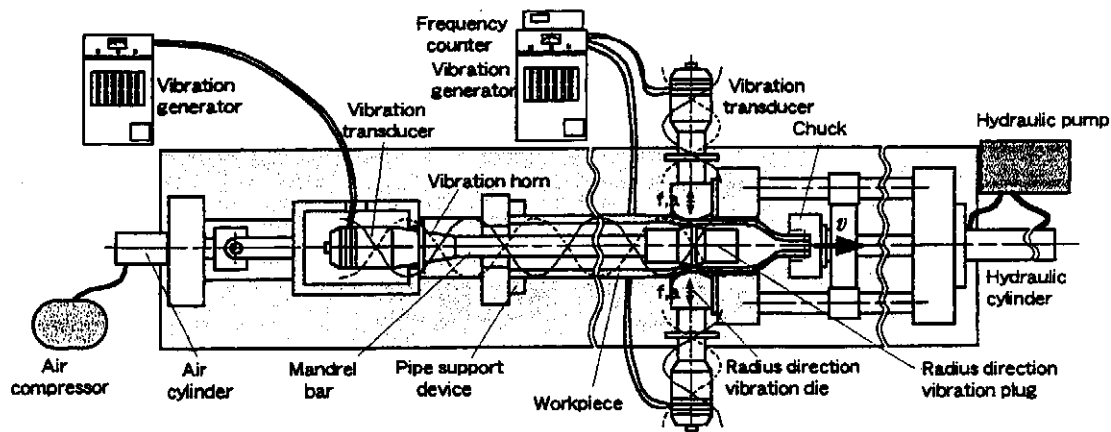 Frequency
counter
Vibration
generator
Vibration
generator
Vibration
transducer
Vibration
transducer
Chuck
Hydraulic pump
Vibration horn
f,a
v
f,a
Hydraulic
cylinder
Air
compressor
Air
cylinder
Mandrel
bar
Pipe support
device
Workpiece
Radius direction
vibration die
Radius direction
vibration plug